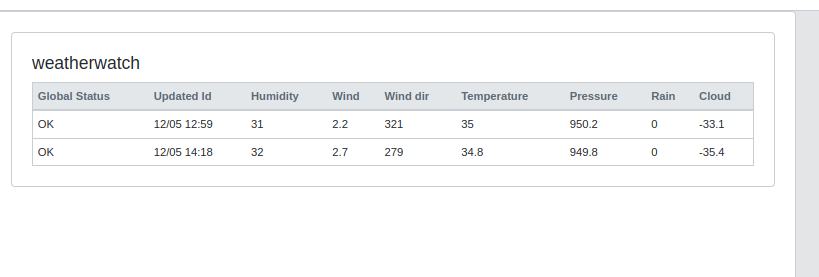 weatherwatch
Global Status Updated Id Humidity Wind Wind dir Temperature Pressure Rain Cloud
OK 12/05 12:59 31 2.2 321 35 950.2 0 -33.1
OK 12/05 14:18 32 2.7 279 34.8 949.8 0 -35.4